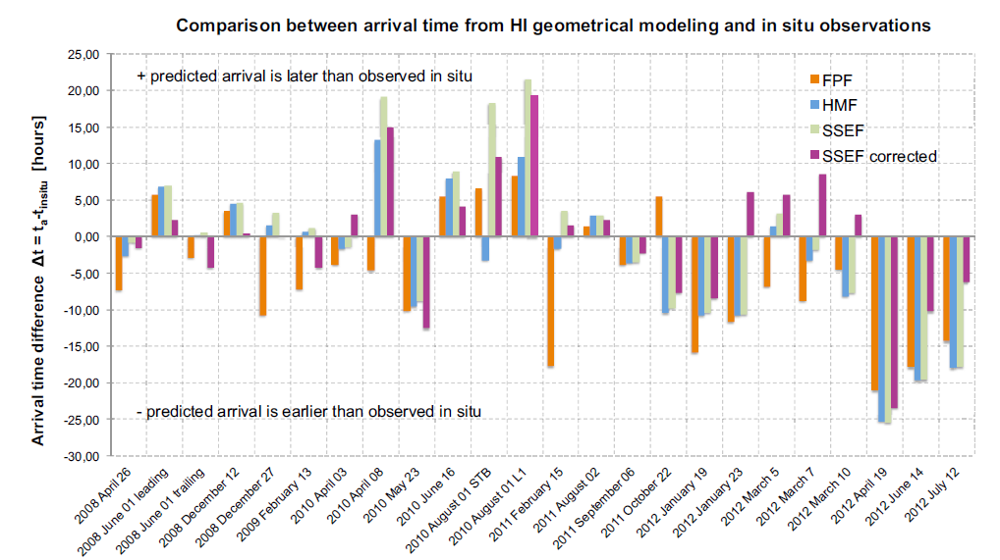 Comparison between arrival time from HI geometrical modeling and in situ observations
Arrival time difference Δt = ta-tinsitu [hours]
25,00
20,00
15,00
10,00
5,00
0,00
-5,00
-10,00
-15,00
-20,00
-25,00
-30,00
+ predicted arrival is later than observed in situ
- predicted arrival is earlier than observed in situ
FPF
HMF
SSEF
SSEF corrected
2008 April 26
2008 June 01 leading
2008 June 01 trailing
2008 December 12
2008 December 27
2009 February 13
2010 April 03
2010 April 08
2010 May 23
2010 June 16
2010 August 01 STB
2010 August 01 L1
2011 February 15
2011 August 02
2011 September 06
2011 October 22
2012 January 19
2012 January 23
2012 March 5
2012 March 7
2012 March 10
2012 April 19
2012 June 14
2012 July 12